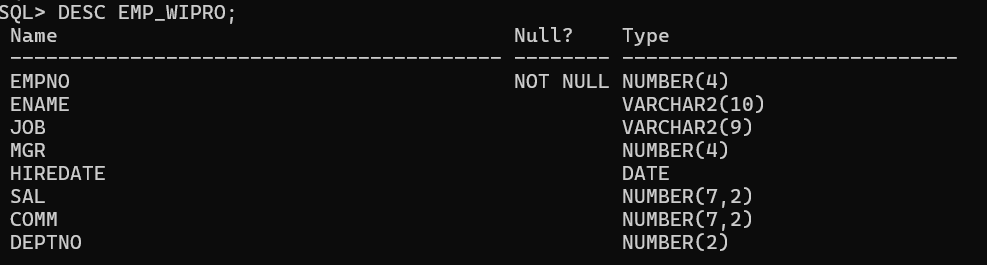 SQL> DESC EMP_WIPRO;
Name Null? Type
----------------------------------------- -------- ----------------------------
EMPNO NOT NULL NUMBER(4)
ENAME VARCHAR2(10)
JOB VARCHAR2(9)
MGR NUMBER(4)
HIREDATE DATE
SAL NUMBER(7,2)
COMM NUMBER(7,2)
DEPTNO NUMBER(2)